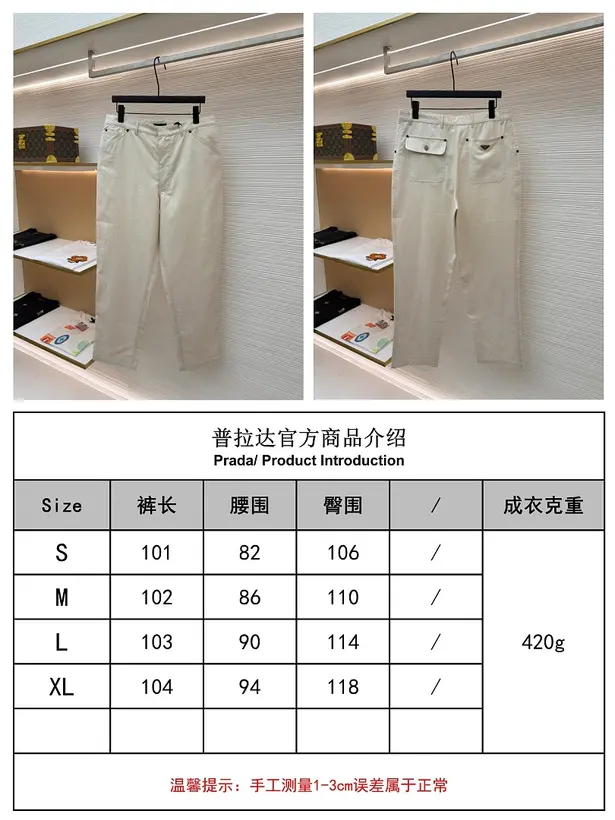 普拉达官方商品介绍
Prada/ Product Introduction
Size 裤长 腰围 臀围 / 成衣克重
S 101 82 106 /
M 102 86 110 /
L 103 90 114 / 420g
XL 104 94 118 /
温馨提示：手工测量1-3cm误差属于正常